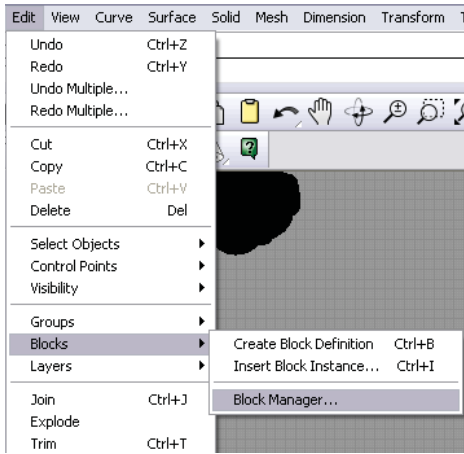 Edit View Curve Surface Solid Mesh Dimension Transform
Undo Ctrl+Z
Redo Ctrl+Y
Undo Multiple...
Redo Multiple...
Cut Ctrl+X
Copy Ctrl+C
Paste Ctrl+V
Delete Del
Select Objects
Control Points
Visibility
Groups
Blocks
Create Block Definition Ctrl+B
Layers
Insert Block Instance... Ctrl+I
Join Ctrl+J
Block Manager...
Explode
Trim Ctrl+T